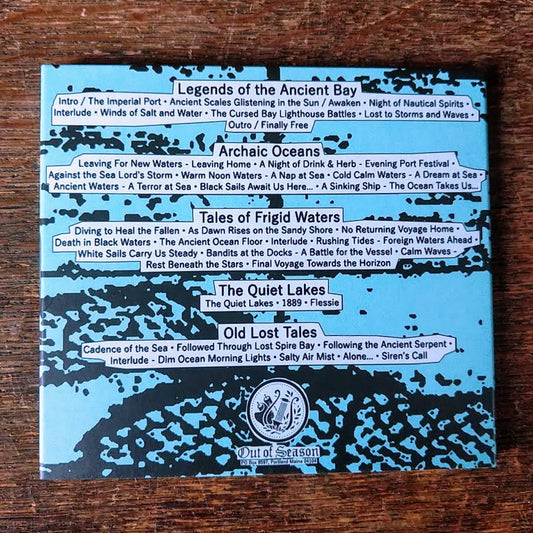 Legends of the Ancient Bay
Intro / The Imperial Port • Ancient Scales Glistening in the Sun / Awaken • Night of Nautical Spirits •
Interlude • Winds of Salt and Water • The Cursed Bay Lighthouse Battles • Lost to Storms and Waves •
Outro / Finally Free
Archaic Oceans
Leaving For New Waters - Leaving Home • A Night of Drink & Herb - Evening Port Festival •
Against the Sea Lord's Storm • Warm Noon Waters • A Nap at Sea • Cold Calm Waters - A Dream at Sea •
Ancient Waters - A Terror at Sea • Black Sails Await Us Here... • A Sinking Ship - The Ocean Takes Us...
Tales of Frigid Waters
Diving to Heal the Fallen • As Dawn Rises on the Sandy Shore • No Returning Voyage Home •
Death in Black Waters • The Ancient Ocean Floor • Interlude • Rushing Tides - Foreign Waters Ahead •
White Sails Carry Us Steady • Bandits at the Docks - A Battle for the Vessel • Calm Waves -
Rest Beneath the Stars • Final Voyage Towards the Horizon
The Quiet Lakes
The Quiet Lakes • 1889 • Flessie
Old Lost Tales
Cadence of the Sea • Followed Through Lost Spire Bay • Following the Ancient Serpent •
Interlude - Dim Ocean Morning Lights • Salty Air Mist • Alone... • Siren's Call
Out of Season
PO Box 8597, Portland Maine 04104